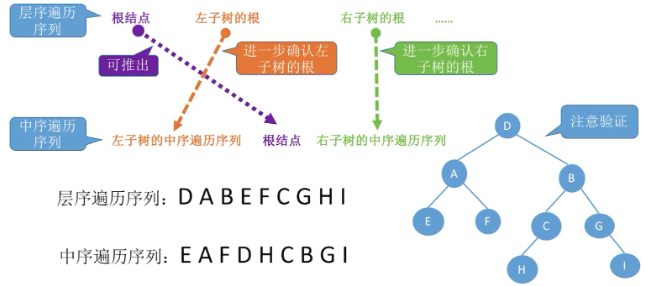 层序遍历
序列
根结点
左子树的根
右子树的根
……
可推出
进一步确认左
子树的根
进一步确认右
子树的根
中序遍历
序列
左子树的中序遍历序列
根结点
右子树的中序遍历序列
注意验证
D
A
B
E
F
C
G
H
I
层序遍历序列：D A B E F C G H I
中序遍历序列：E A F D H C B G I